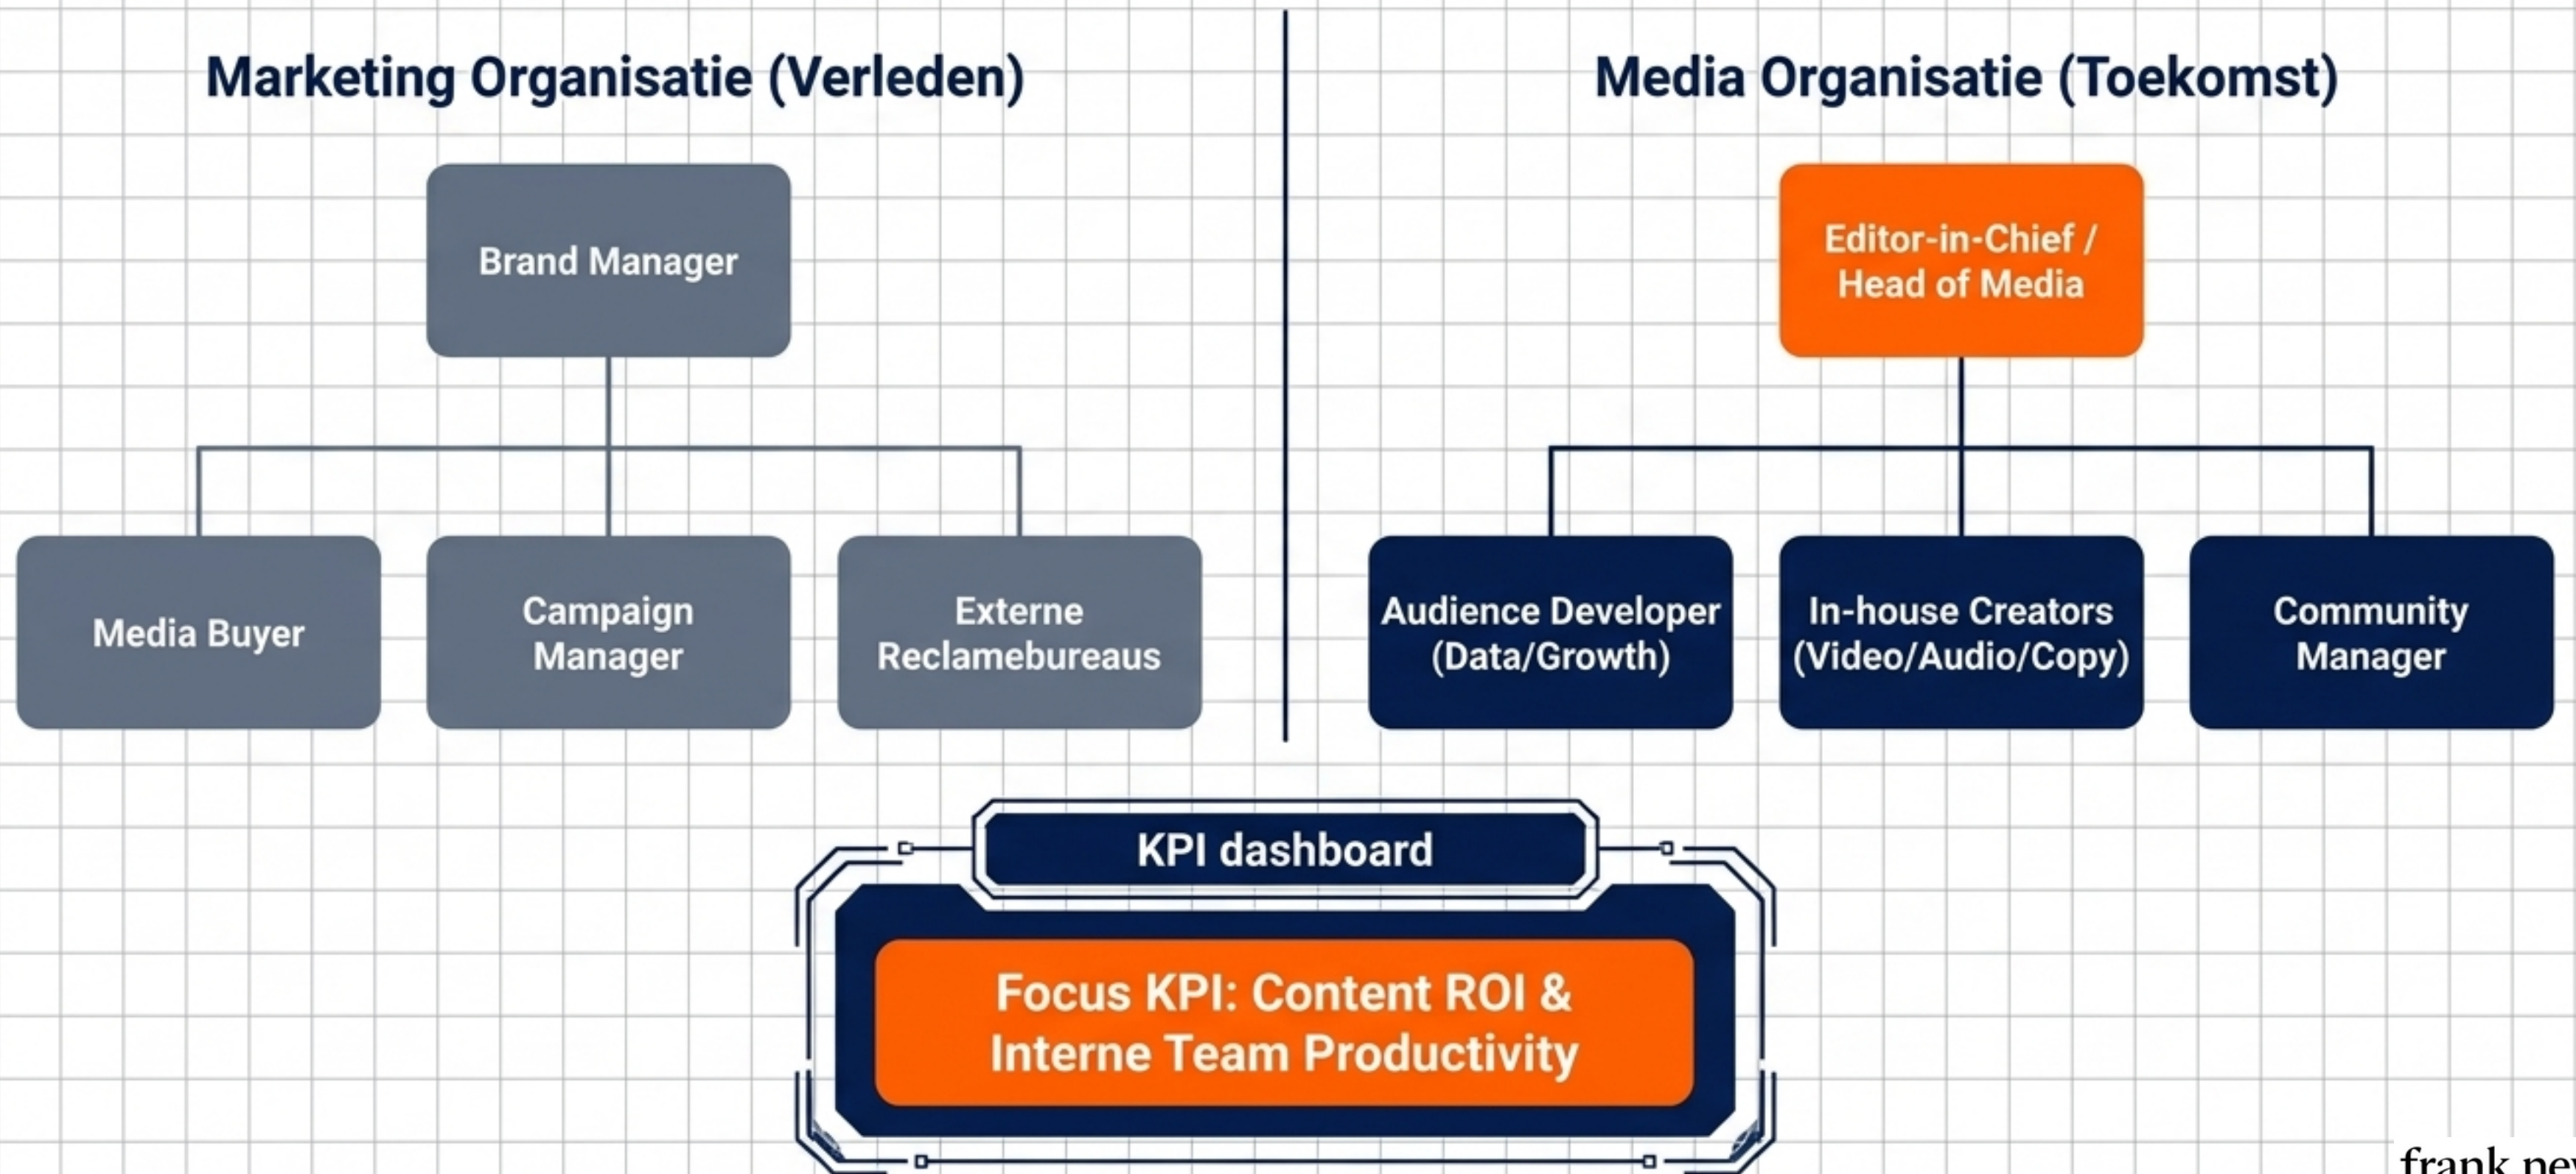 Marketing Organisatie (Verleden)
Brand Manager
Media Buyer
Campaign
Manager
Externe
Reclamebureaus
Media Organisatie (Toekomst)
Editor-in-Chief /
Head of Media
Audience Developer
(Data/Growth)
In-house Creators
(Video/Audio/Copy)
Community
Manager
KPI dashboard
Focus KPI: Content ROI &
Interne Team Productivity
frank